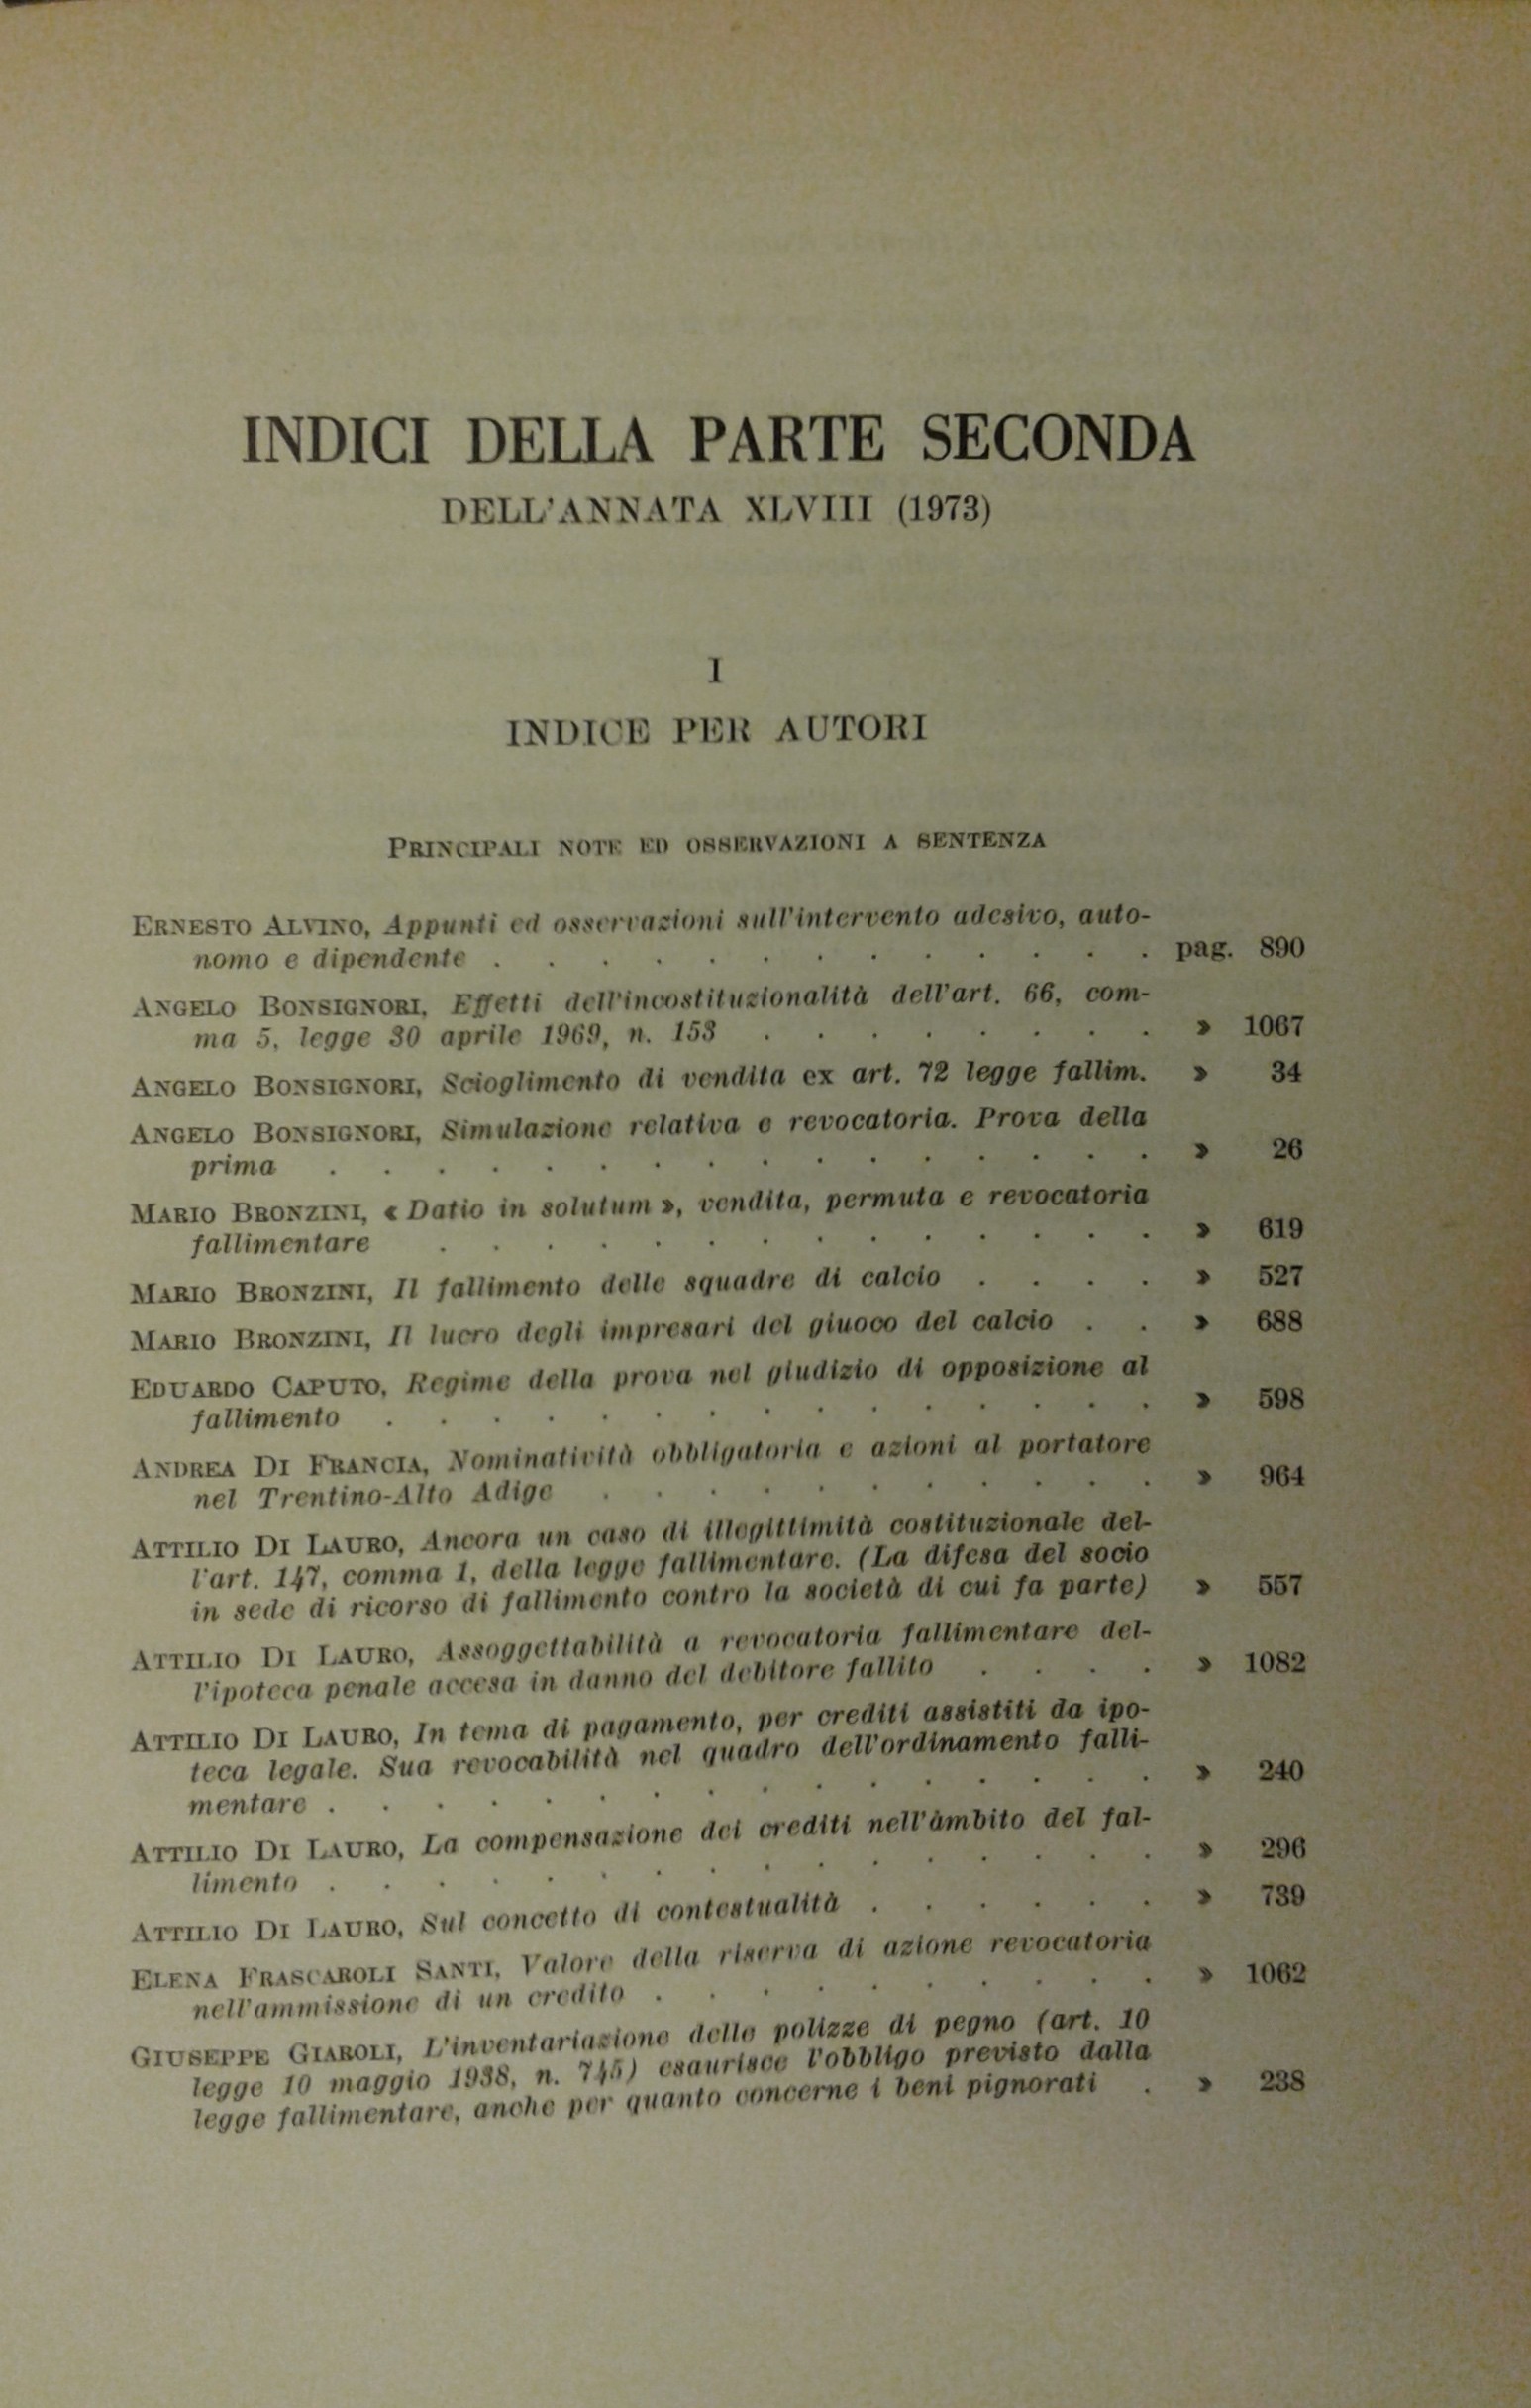 INDICI DELLA PARTE SECONDA
DELL'ANNATA XLVIII (1973)
I
INDICE PER AUTORI
PRINCIPALI NOTE ED OSSERVAZIONI A SENTENZA
ERNESTO ALVINO, Appunti ed osservazioni sull'intervento adesivo, auto-
nomo e dipendente . . . . . . . . . . . . . pag. 890
ANGELO BONSIGNORI, Effetti dell'incostituzionalità dell'art. 66, com-
ma 5, legge 30 aprile 1969, n. 153 . . . . . . . . » 1067
ANGELO BONSIGNORI, Scioglimento di vendita ex art. 72 legge fallim. » 34
ANGELO BONSIGNORI, Simulazione relativa e revocatoria. Prova della
prima . . . . . . . . . . . . . . . . » 26
MARIO BRONZINI, « Datio in solutum », vendita, permuta e revocatoria
fallimentare . . . . . . . . . . . . . . » 619
MARIO BRONZINI, Il fallimento delle squadre di calcio . . . . » 527
MARIO BRONZINI, Il lucro degli impresari del giuoco del calcio . . » 688
EDUARDO CAPUTO, Regime della prova nel giudizio di opposizione al
fallimento . . . . . . . . . . . . . . . » 598
ANDREA DI FRANCIA, Nominatività obbligatoria e azioni al portatore
nel Trentino-Alto Adige . . . . . . . . . . . » 964
ATTILIO DI LAURO, Ancora un caso di illegittimità costituzionale del-
l'art. 147, comma 1, della legge fallimentare. (La difesa del socio
in sede di ricorso di fallimento contro la società di cui fa parte) » 557
ATTILIO DI LAURO, Assoggettabilità a revocatoria fallimentare del-
l'ipoteca penale accesa in danno del debitore fallito . . . . » 1082
ATTILIO DI LAURO, In tema di pagamento, per crediti assistiti da ipo-
teca legale. Sua revocabilità nel quadro dell'ordinamento falli-
mentare . . . . . . . . . . . . . . . . » 240
ATTILIO DI LAURO, La compensazione dei crediti nell'àmbito del fal-
limento . . . . . . . . . . . . . . . . » 296
ATTILIO DI LAURO, Sul concetto di contestualità . . . . . . » 739
ELENA FRASCAROLI SANTI, Valore della riserva di azione revocatoria
nell'ammissione di un credito . . . . . . . . . . » 1062
GIUSEPPE GIAROLI, L'inventariazione delle polizze di pegno (art. 10
legge 10 maggio 1938, n. 745) esaurisce l'obbligo previsto dalla
legge fallimentare, anche per quanto concerne i beni pignorati . » 238